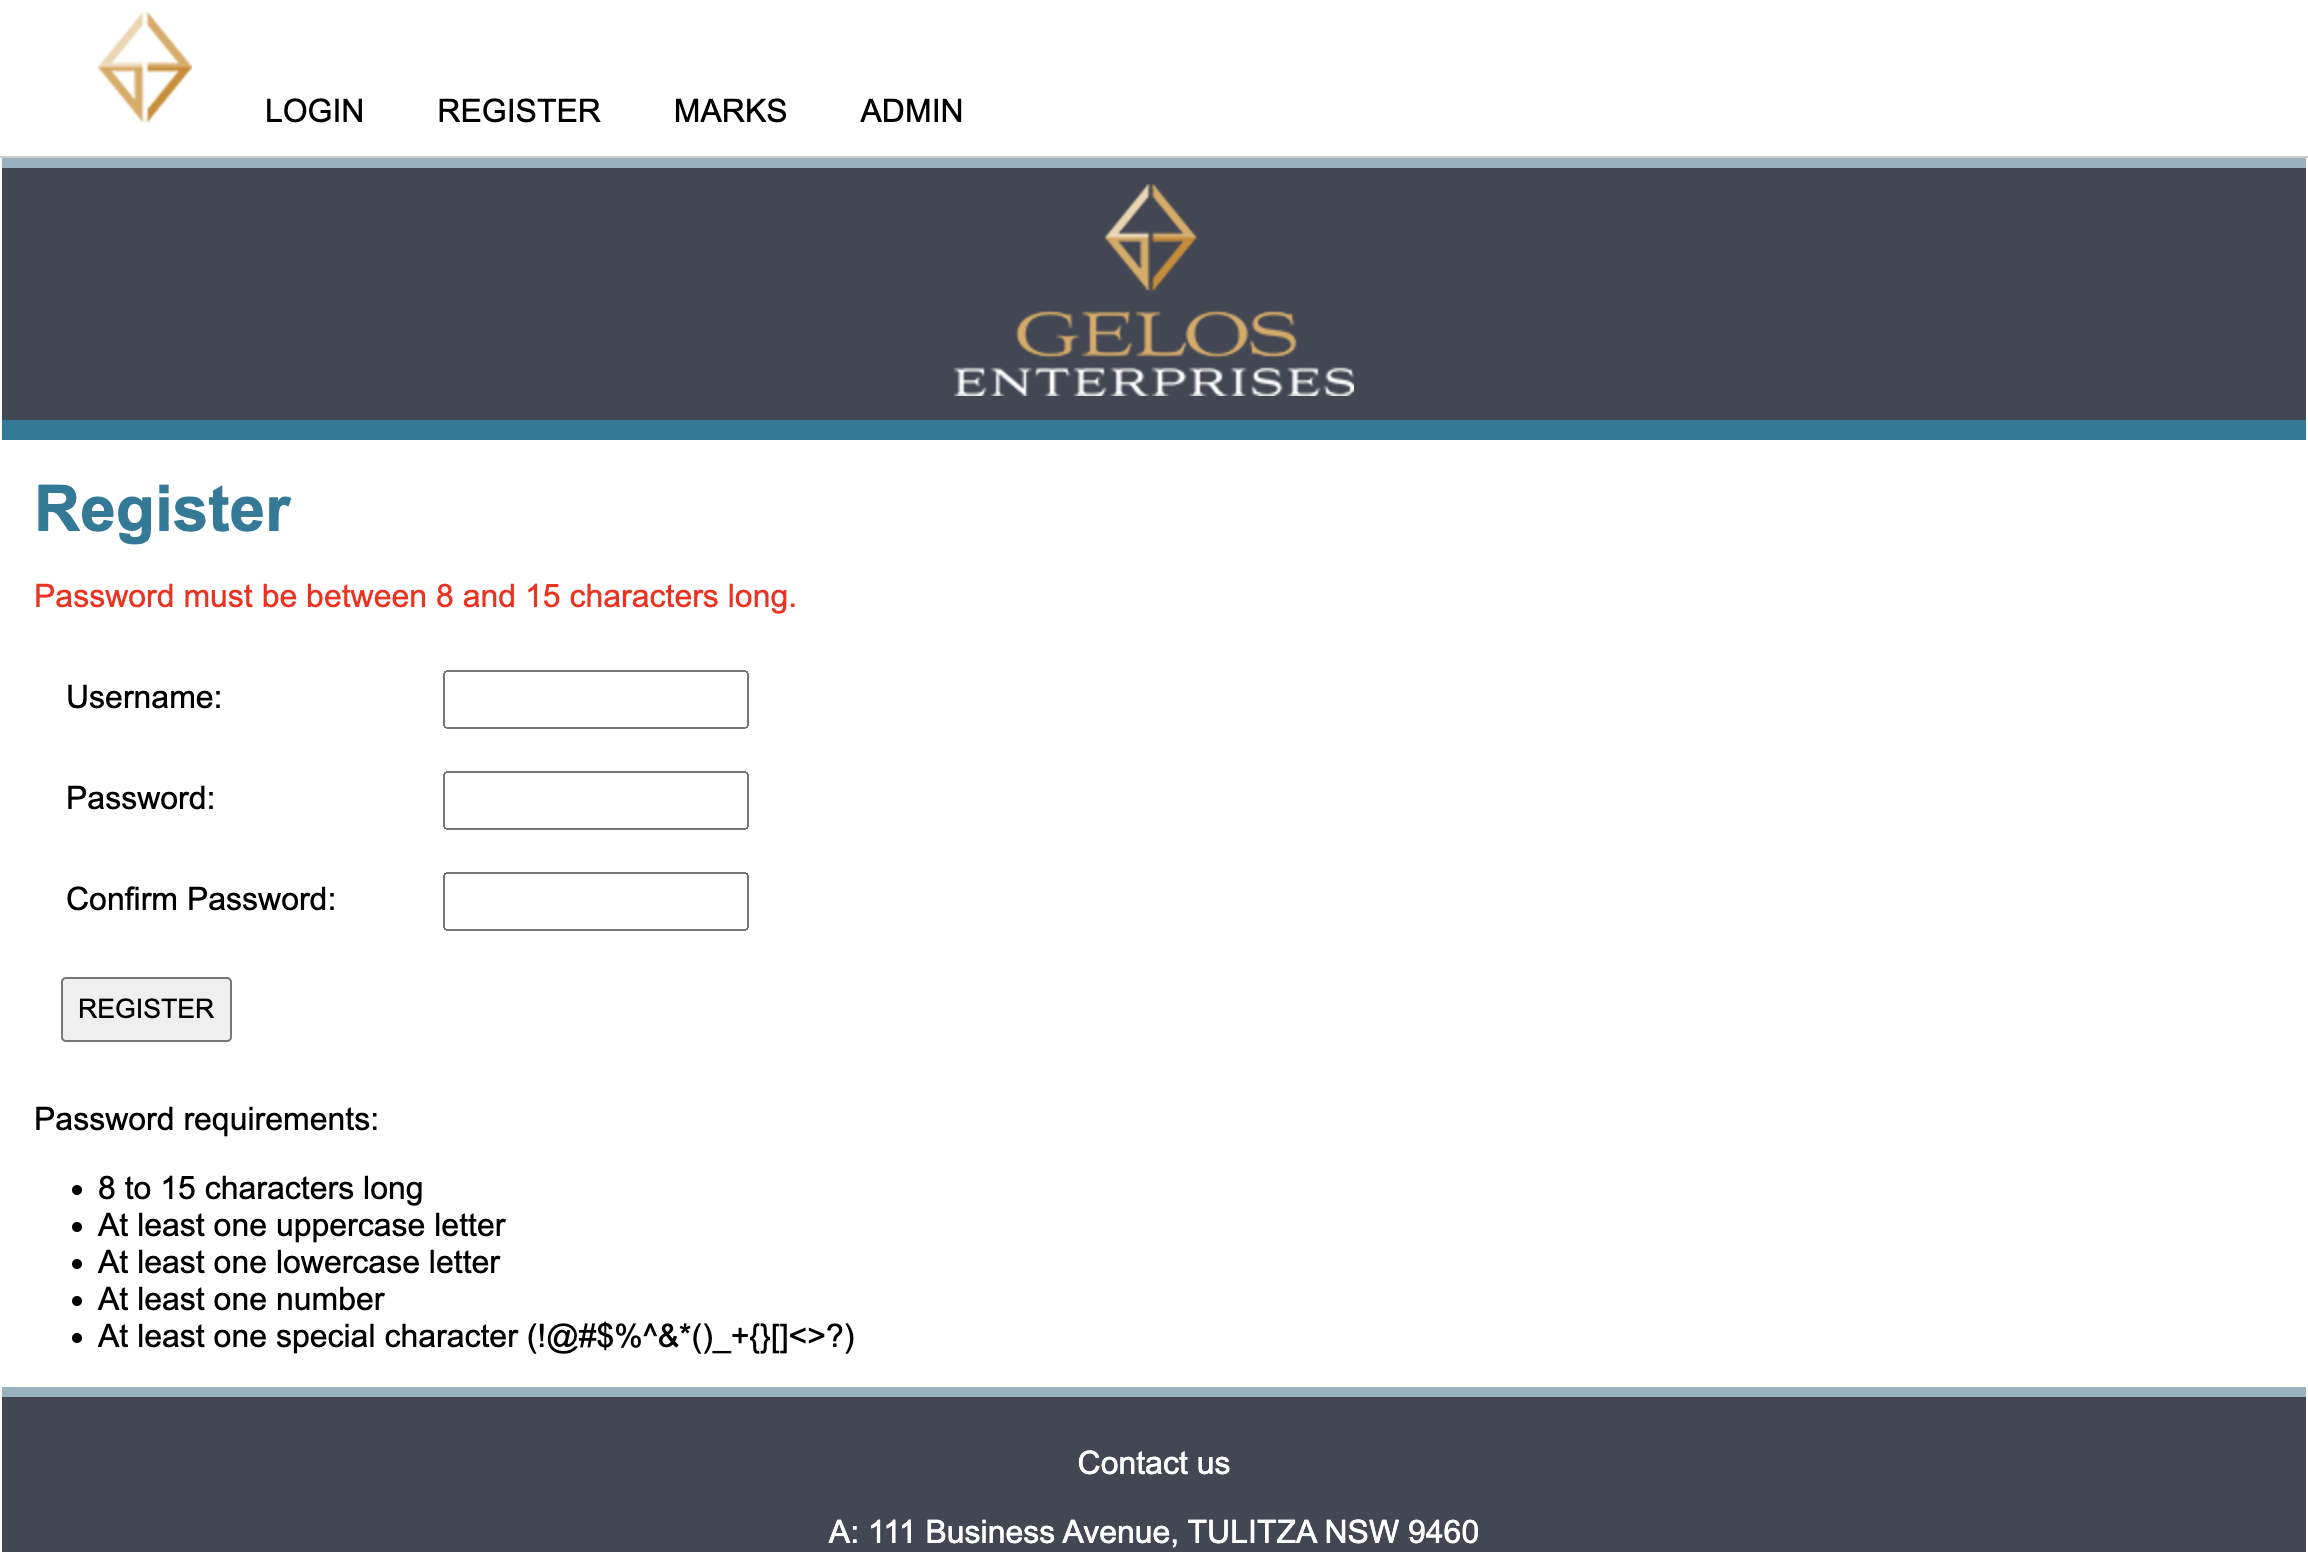 LOGIN REGISTER MARKS ADMIN
GELOS
ENTERPRISES
Register
Password must be between 8 and 15 characters long.
Username:
Password:
Confirm Password:
REGISTER
Password requirements:
• 8 to 15 characters long
• At least one uppercase letter
• At least one lowercase letter
• At least one number
• At least one special character (!@#$%^&*()_+{}[]<>?)
Contact us
A: 111 Business Avenue, TULITZA NSW 9460